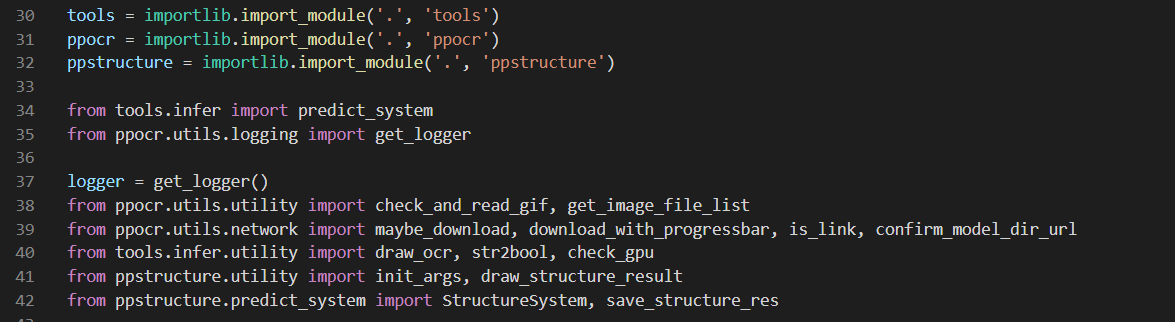 30 tools = importlib.import_module('.', 'tools')
31 ppocr = importlib.import_module('.', 'ppocr')
32 ppstructure = importlib.import_module('.', 'ppstructure')
33
34 from tools.infer import predict_system
35 from ppocr.utils.logging import get_logger
36
37 logger = get_logger()
38 from ppocr.utils.utility import check_and_read_gif, get_image_file_list
39 from ppocr.utils.network import maybe_download, download_with_progressbar, is_link, confirm_model_dir_url
40 from tools.infer.utility import draw_ocr, str2bool, check_gpu
41 from ppstructure.utility import init_args, draw_structure_result
42 from ppstructure.predict_system import StructureSystem, save_structure_res